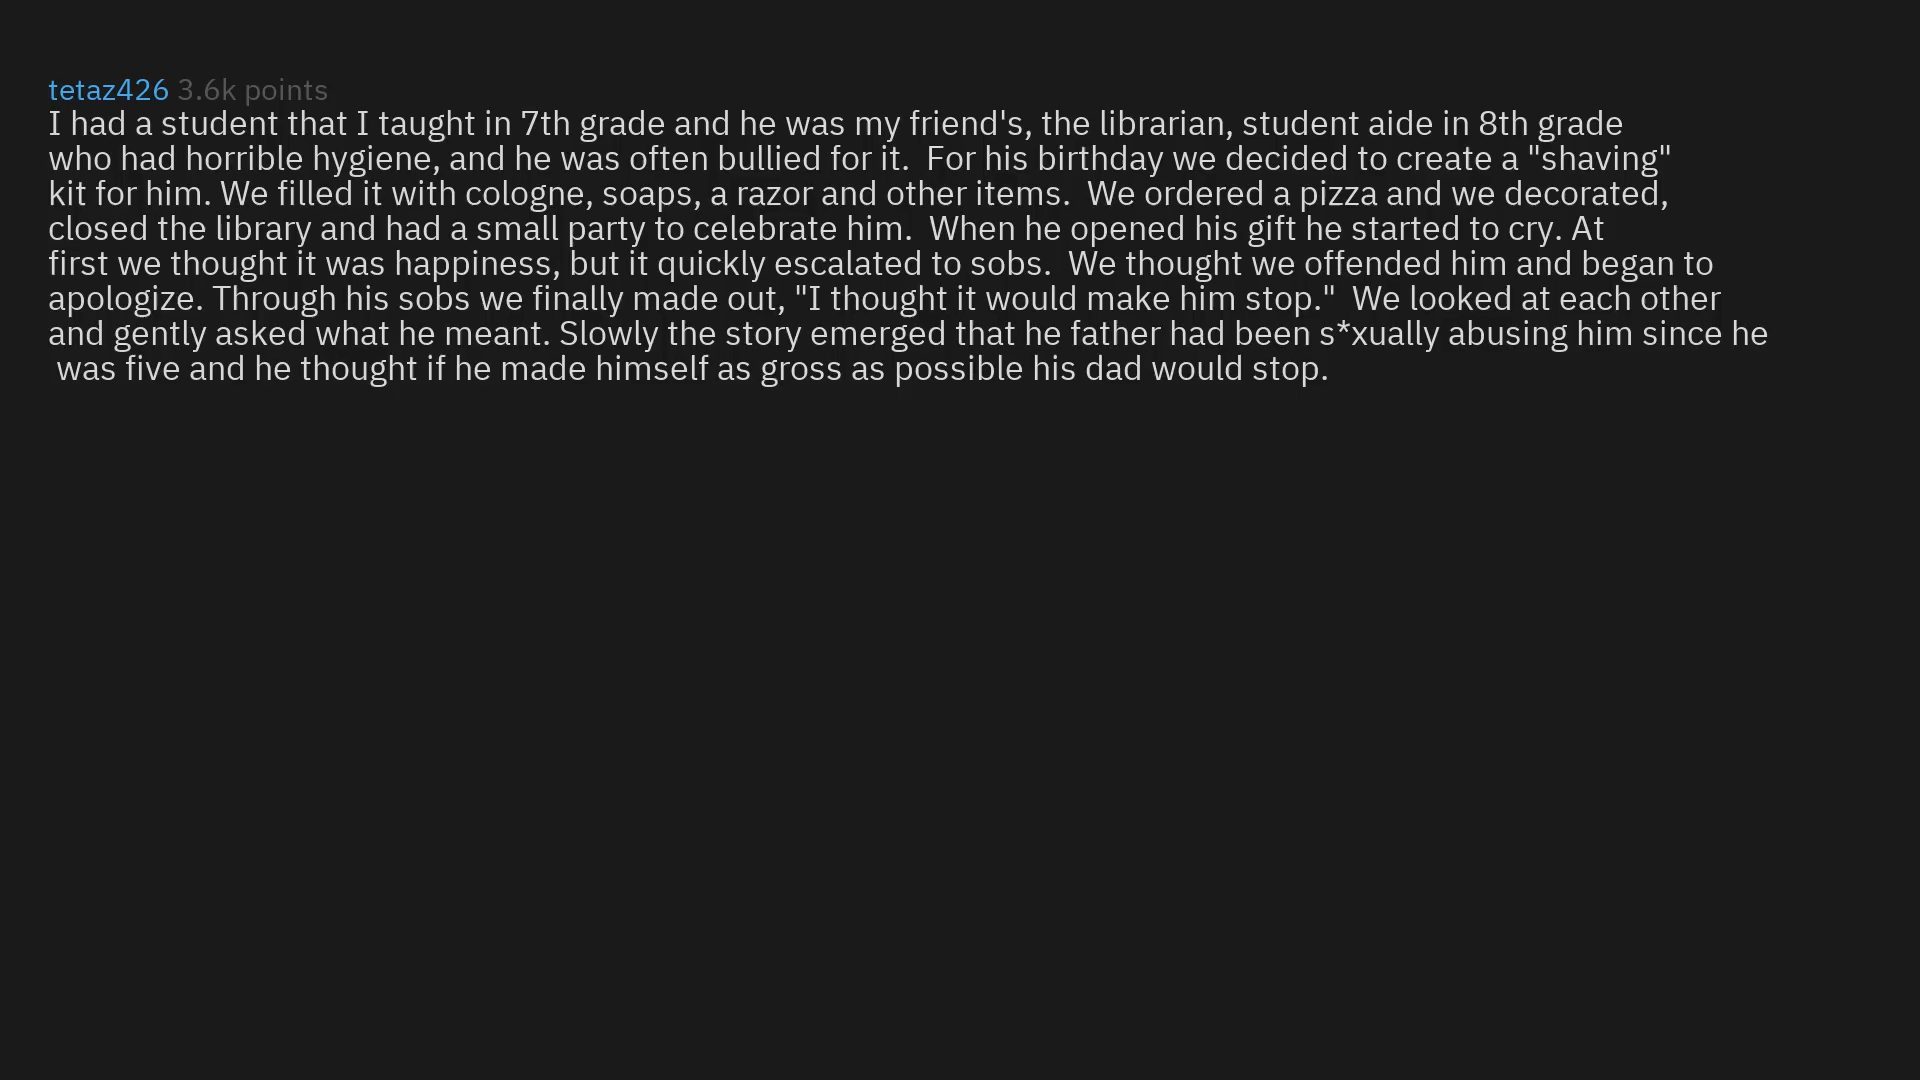 tetaz426 3.6k points
I had a student that I taught in 7th grade and he was my friend's, the librarian, student aide in 8th grade
who had horrible hygiene, and he was often bullied for it.  For his birthday we decided to create a "shaving"
kit for him. We filled it with cologne, soaps, a razor and other items.  We ordered a pizza and we decorated,
closed the library and had a small party to celebrate him.  When he opened his gift he started to cry. At
first we thought it was happiness, but it quickly escalated to sobs.  We thought we offended him and began to
apologize. Through his sobs we finally made out, "I thought it would make him stop."  We looked at each other
and gently asked what he meant. Slowly the story emerged that he father had been s*xually abusing him since he
was five and he thought if he made himself as gross as possible his dad would stop.